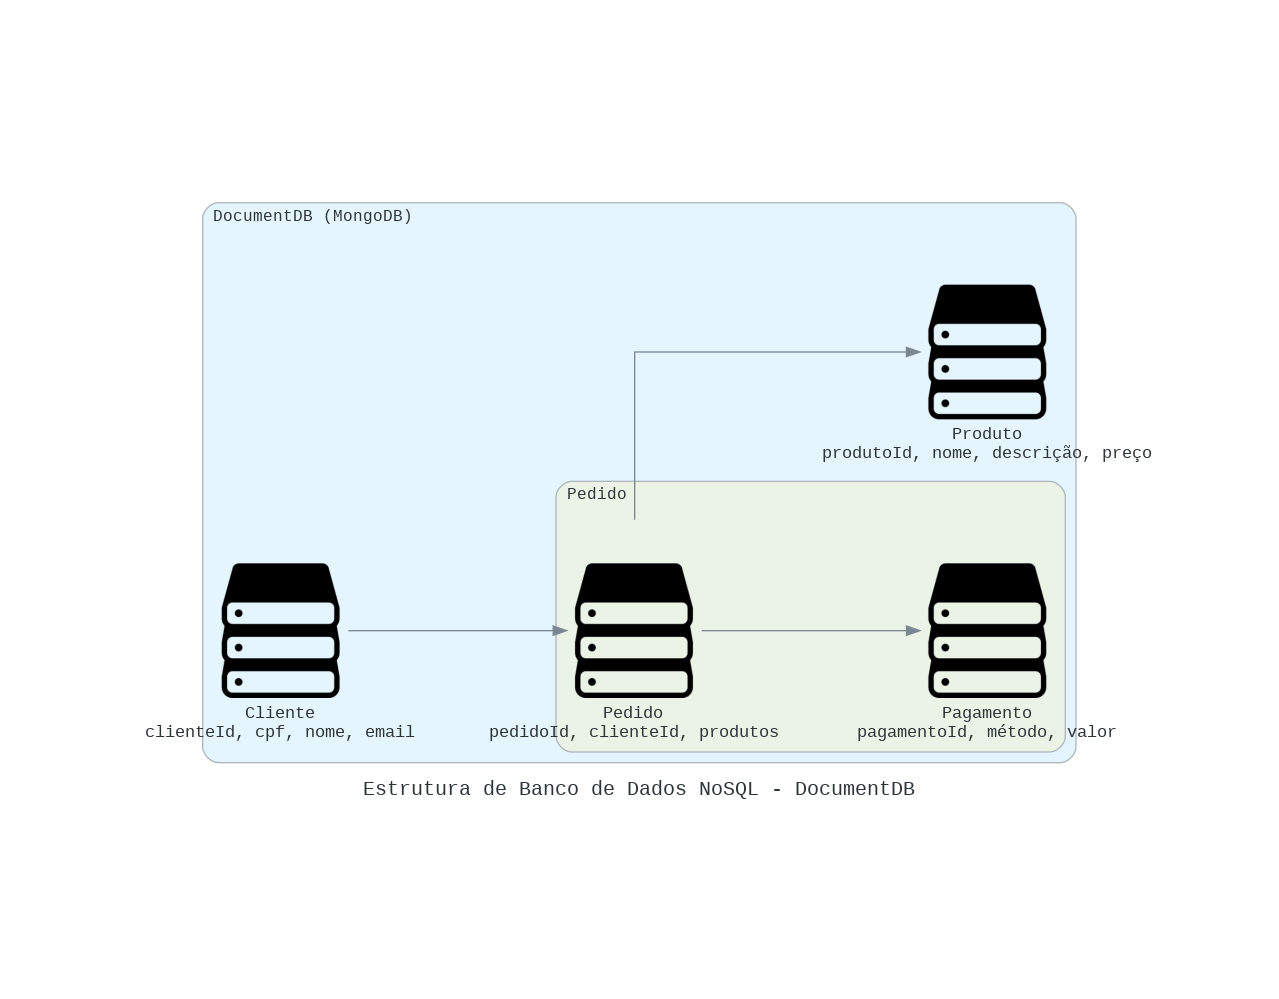 DocumentDB (MongoDB)
Produto
produtoId, nome, descrição, preço
Pedido
Cliente
clienteId, cpf, nome, email
Pedido
pedidoId, clienteId, produtos
Pagamento
pagamentoId, método, valor
Estrutura de Banco de Dados NoSQL - DocumentDB